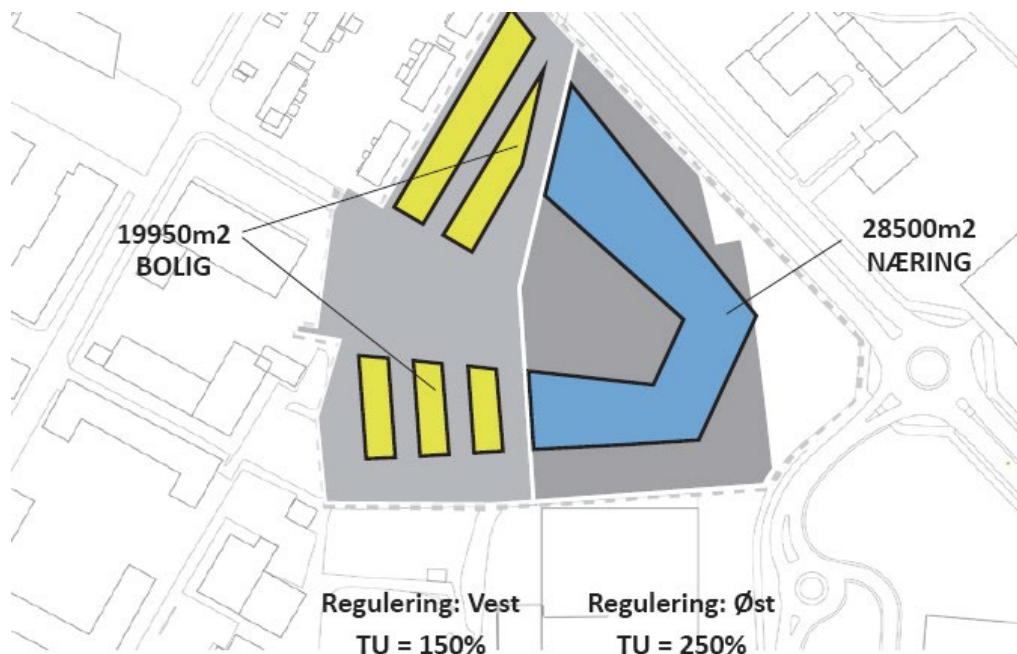 19950m2
BOLIG
28500m2
NÆRING
Regulering: Vest
TU = 150%
Regulering: Øst
TU = 250%